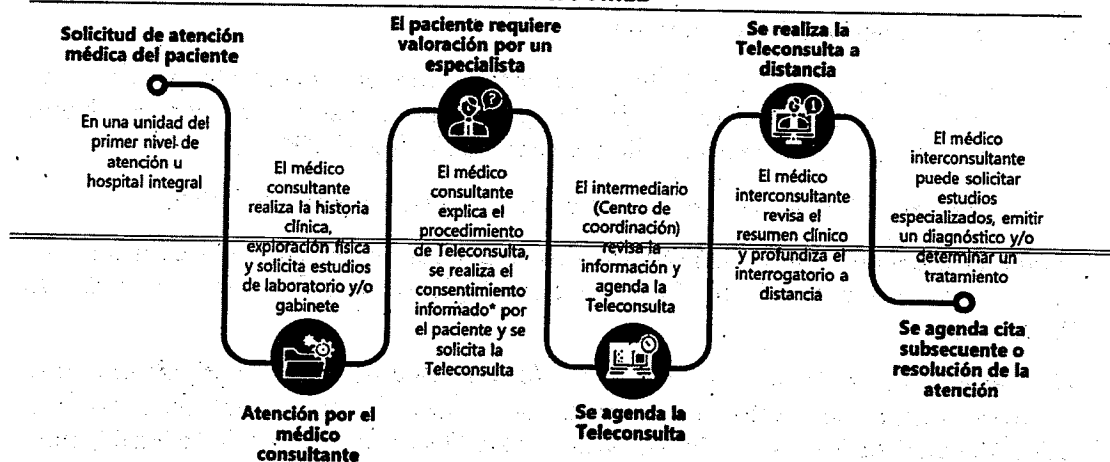 Solicitud de atención
médica del paciente
En una unidad del
primer nivel de
atención u
hospital integral
El médico
consultante
realiza la historia
clínica,
exploración física
y solicita estudios
de laboratorio y/o
gabinete
Atención por el
médico
consultante
El paciente requiere
valoración por un
especialista
El médico
consultante
explica el
procedimiento
de Teleconsulta,
se realiza el
consentimiento
informado* por
el paciente y se
solicita la
Teleconsulta
El intermediario
(Centro de
coordinación)
revisa la
información y
agenda la
Teleconsulta
Se agenda la
Teleconsulta
Se realiza la
Teleconsulta a
distancia
El médico
interconsultante
revisa el
resumen clínico
y profundiza el
interrogatorio a
distancia
El médico
interconsultante
puede solicitar
estudios
especializados, emitir
un diagnóstico y/o
determinar un
tratamiento
Se agenda cita
subsecuente o
resolución de la
atención